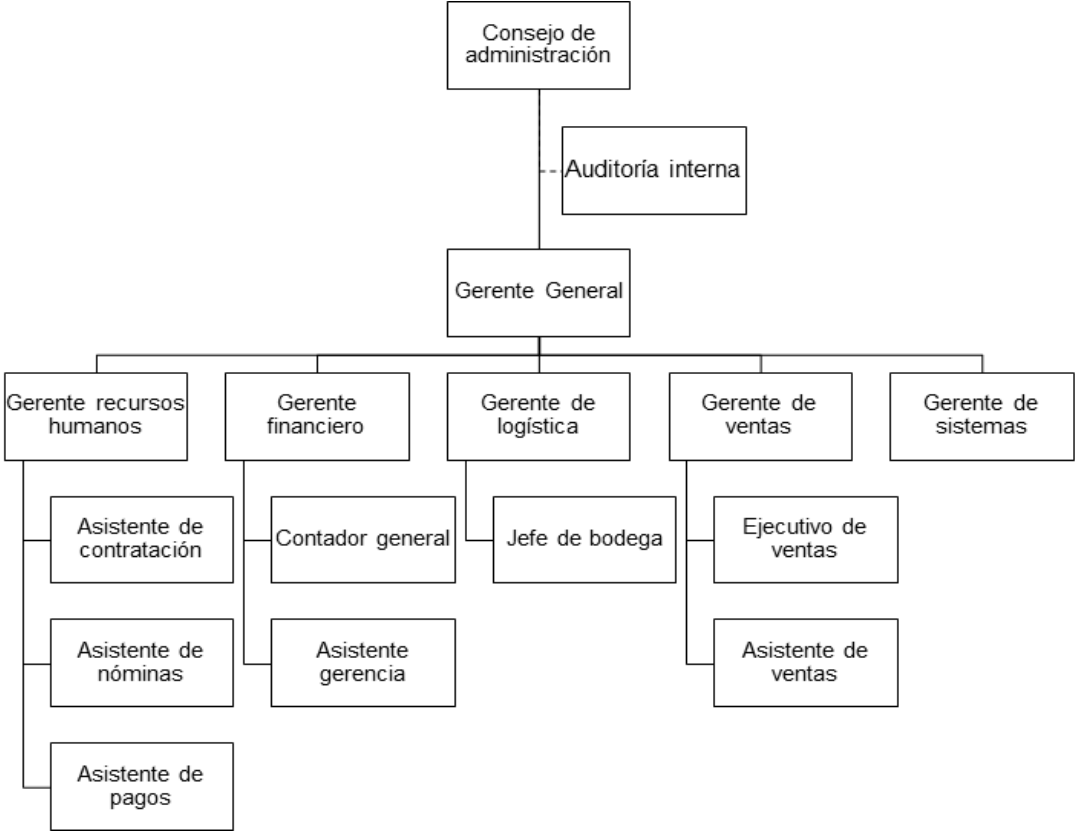 Consejo de
administración
Auditoría interna
Gerente General
Gerente recursos
humanos
Gerente
financiero
Gerente de
logística
Gerente de
ventas
Gerente de
sistemas
Asistente de
contratación
Contador general
Jefe de bodega
Ejecutivo de
ventas
Asistente de
nóminas
Asistente
gerencia
Asistente de
ventas
Asistente de
pagos